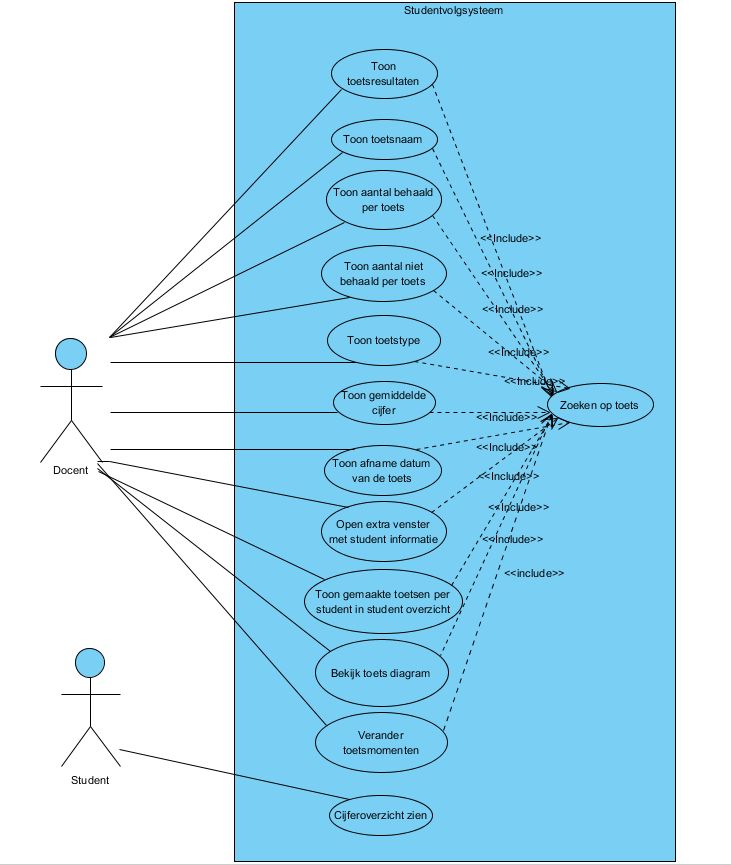 Studentvolgsysteem
Toon
toetsresultaten
Toon toetsnaam
Toon aantal behaald
per toets
<<Include>>
Toon aantal niet
behaald per toets
<<Include>>
<<Include>>
Toon toetstype
<<Include>>
<<Include>>
Toon gemiddelde
cijfer
Zoeken op toets
<<Include>>
<<Include>>
Docent
Toon afname datum
van de toets
<<Include>>
<<Include>>
Open extra venster
met student informatie
<<Include>>
<<include>>
Toon gemaakte toetsen per
student in student overzicht
Bekijk toets diagram
Verander
toetsmomenten
Student
Cijferoverzicht zien